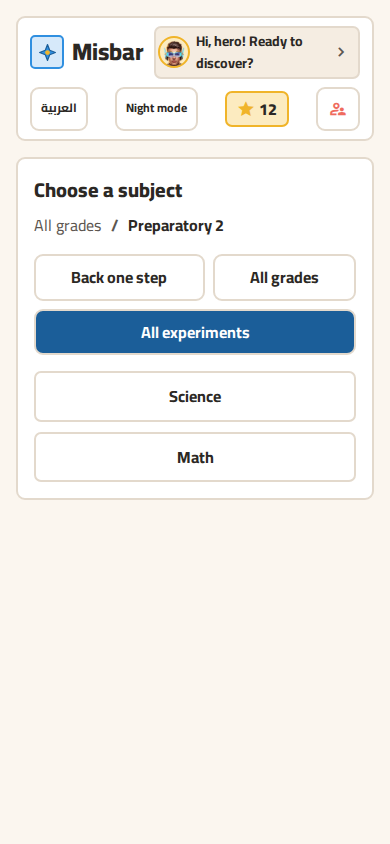 Misbar
Hi, hero! Ready to
discover?
العربية
Night mode
12
Choose a subject
All grades / Preparatory 2
Back one step
All grades
All experiments
Science
Math